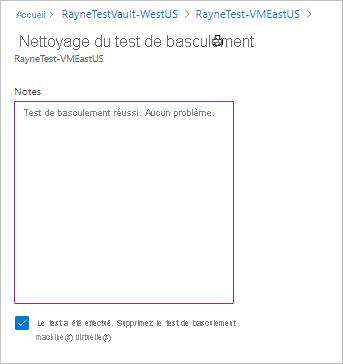 Accueil > RayneTestVault-WestUS > RayneTest-VMEastUS >
Nettoyage du test de basculement
RayneTest-VMEastUS
Notes
Test de basculement réussi. Aucun problème.
Le test a été effectué. Supprimez le test de basculement
machine(s) virtuelle(s)